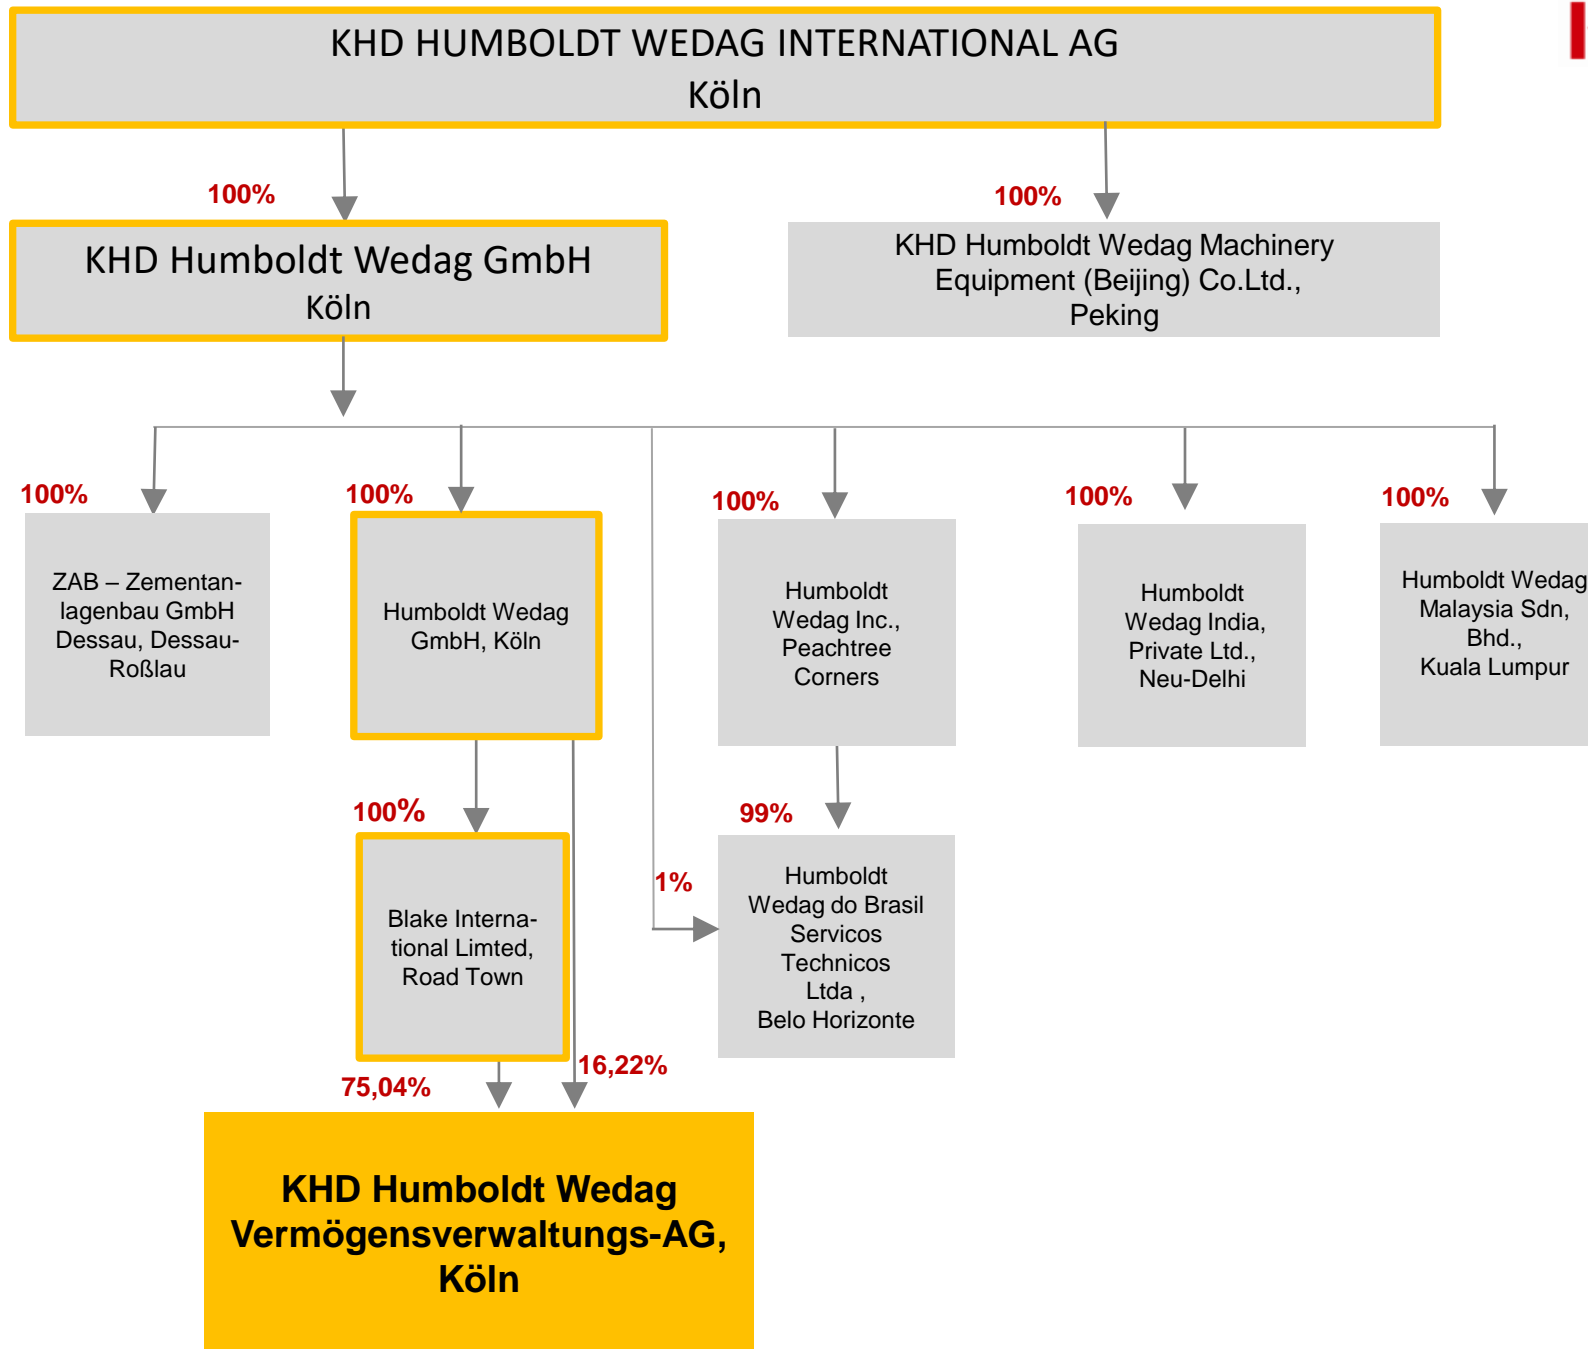 KHD HUMBOLDT WEDAG INTERNATIONAL AG
Köln
100%
100%
KHD Humboldt Wedag GmbH
Köln
KHD Humboldt Wedag Machinery
Equipment (Beijing) Co.Ltd.,
Peking
100%
100%
100%
100%
100%
ZAB – Zementan-
lagenbau GmbH
Dessau, Dessau-
Roßlau
Humboldt Wedag
GmbH, Köln
Humboldt
Wedag Inc.,
Peachtree
Corners
Humboldt
Wedag India,
Private Ltd.,
Neu-Delhi
Humboldt Wedag
Malaysia Sdn,
Bhd.,
Kuala Lumpur
100%
99%
1%
Blake Interna-
tional Limted,
Road Town
Humboldt
Wedag do Brasil
Servicos
Technicos
Ltda ,
Belo Horizonte
75,04%
16,22%
KHD Humboldt Wedag
Vermögensverwaltungs-AG,
Köln